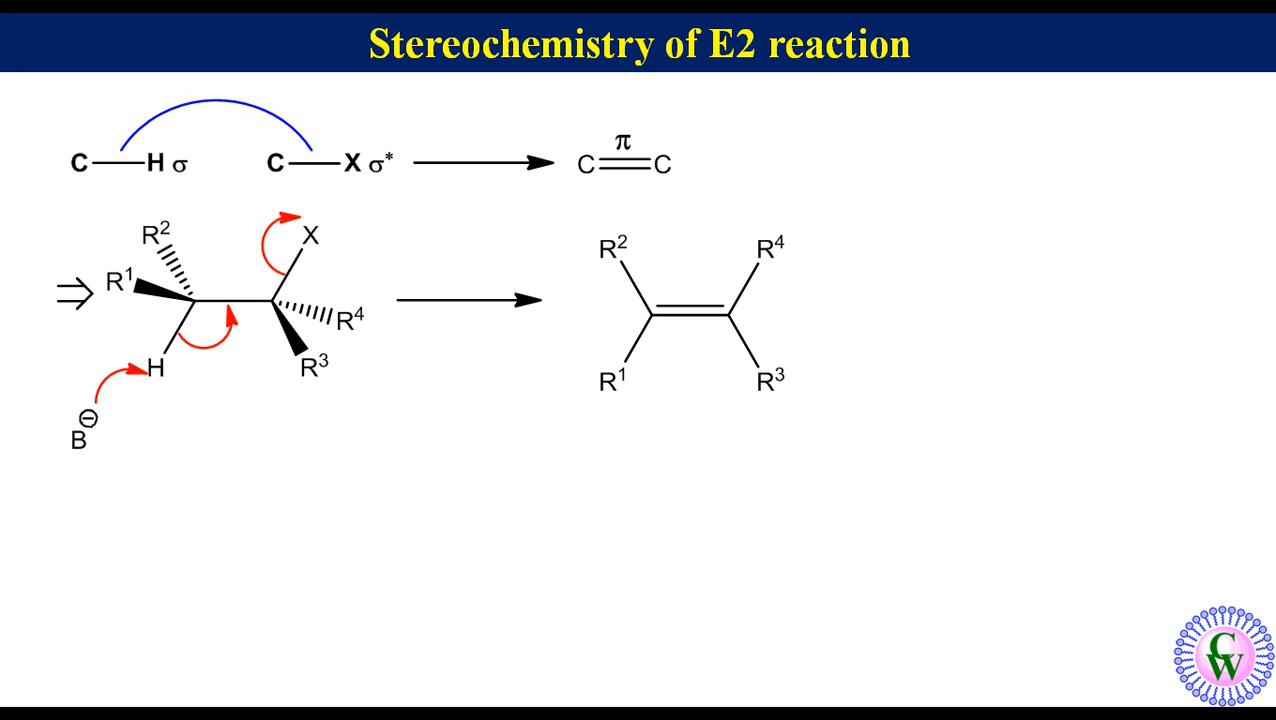 Stereochemistry of E2 reaction
C—H σ C—X σ* C=C
π
R² X
R¹
R⁴
H R³
B⊖
R² R⁴
R¹ R³
CW